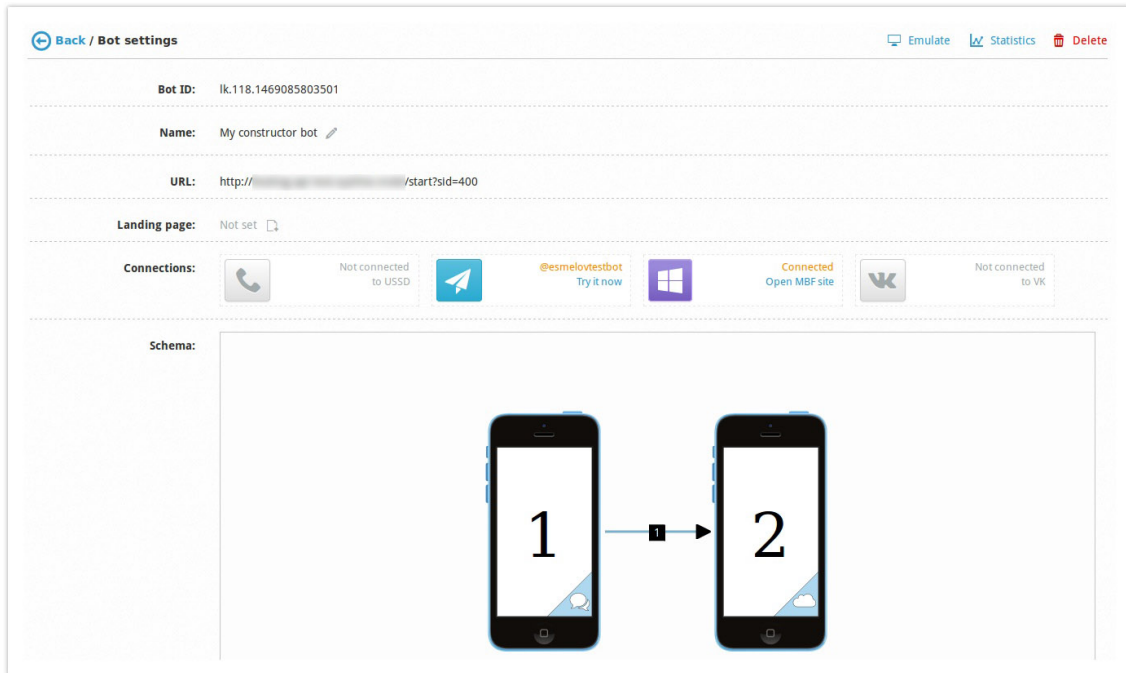 Back / Bot settings
Emulate Statistics Delete
Bot ID: lk.118.1469085803501
Name: My constructor bot
URL: http:// /start?sid=400
Landing page: Not set
Connections:
Not connected
to USSD
@esmelovtestbot
Try it now
Connected
Open MBF site
Not connected
to VK
Schema:
1 1 2